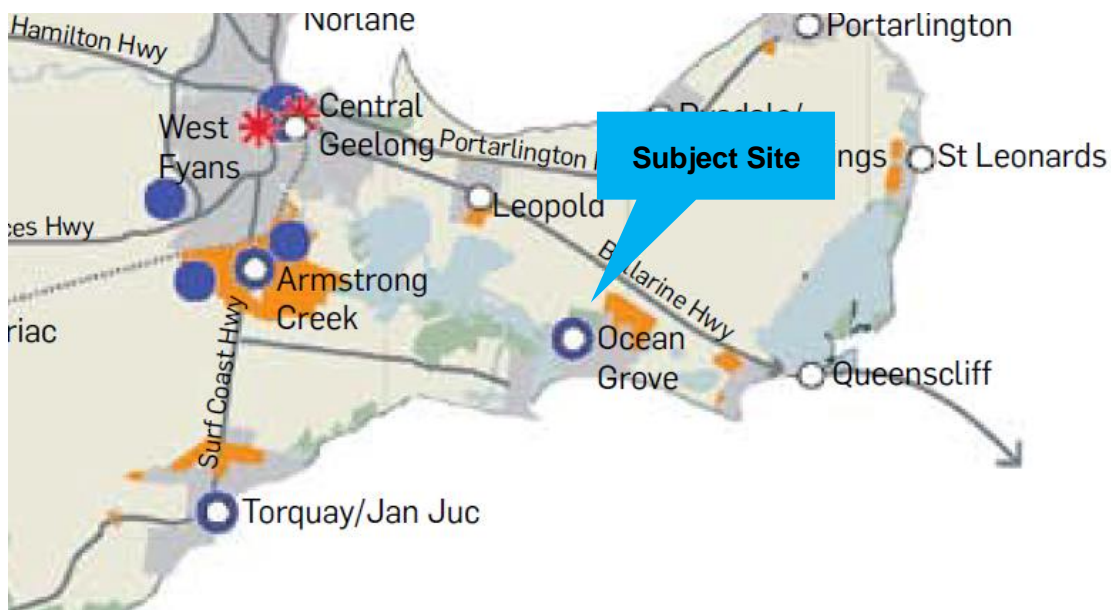 Norlane
Hamilton Hwy
Portarlington
Central
Geelong
West
Fyans
Portarlington
Subject Site
ngs
St Leonards
Leopold
ces Hwy
Bellarine Hwy
Armstrong
Creek
riac
Surf Coast Hwy
Ocean
Grove
Queenscliff
Torquay/Jan Juc